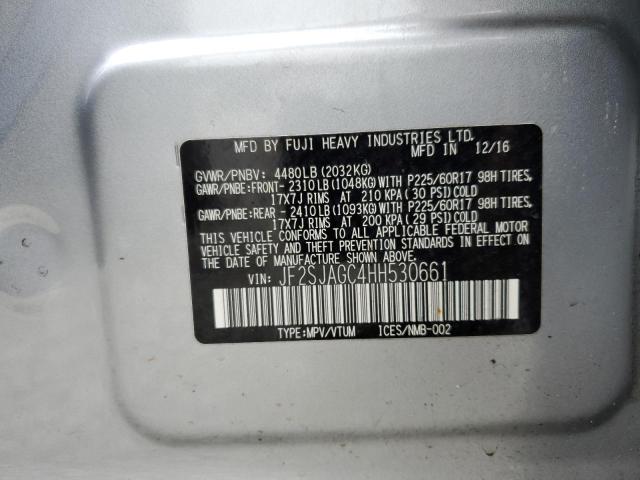 MFD BY FUJI HEAVY INDUSTRIES LTD.
MFD IN 12/16
GVWR/PNBV: 4480LB(2032KG)
GAWR/PNBE:FRONT- 2310LB(1048KG)WITH P225/60R17 98H TIRES,
17X7J RIMS AT 210 KPA(30 PSI)COLD
GAWR/PNBE:REAR - 2410LB(1093KG)WITH P225/60R17 98H TIRES,
17X7J RIMS AT 200 KPA(29 PSI)COLD
THIS VEHICLE CONFORMS TO ALL APPLICABLE FEDERAL MOTOR
VEHICLE SAFETY AND BUMPER STANDARDS IN EFFECT ON
THE DATE OF MANUFACTURE SHOWN ABOVE.
VIN: JF2SJAGC4HH530661
TYPE:MPV/VTUM ICES/NMB-002